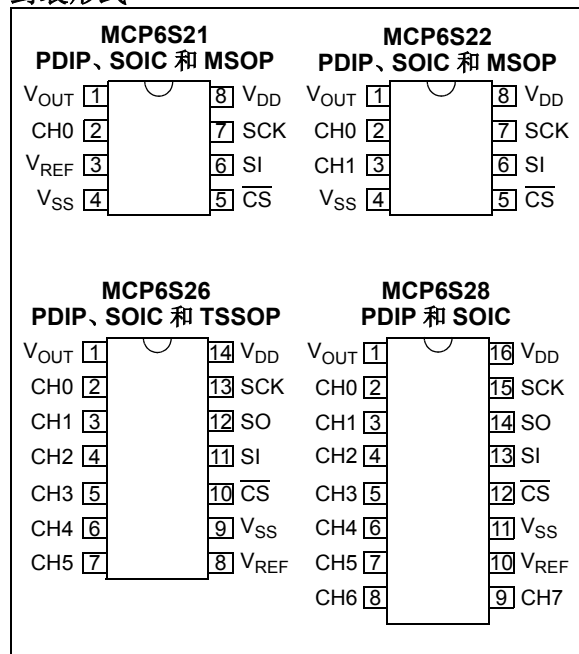 MCP6S21
PDIP、SOIC 和 MSOP
VOUT 1 8 VDD
CH0 2 7 SCK
VREF 3 6 SI
VSS 4 5 CS
MCP6S22
PDIP、SOIC 和 MSOP
VOUT 1 8 VDD
CH0 2 7 SCK
CH1 3 6 SI
VSS 4 5 CS
MCP6S26
PDIP、SOIC 和 TSSOP
VOUT 1 14 VDD
CH0 2 13 SCK
CH1 3 12 SO
CH2 4 11 SI
CH3 5 10 CS
CH4 6 9 VSS
CH5 7 8 VREF
MCP6S28
PDIP 和 SOIC
VOUT 1 16 VDD
CH0 2 15 SCK
CH1 3 14 SO
CH2 4 13 SI
CH3 5 12 CS
CH4 6 11 VSS
CH5 7 10 VREF
CH6 8 9 CH7